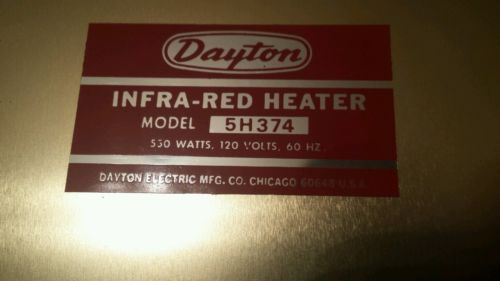 Dayton
INFRA-RED HEATER
MODEL 5H374
550 WATTS, 120 VOLTS, 60 HZ.
DAYTON ELECTRIC MFG. CO. CHICAGO 60648 U.S.A.